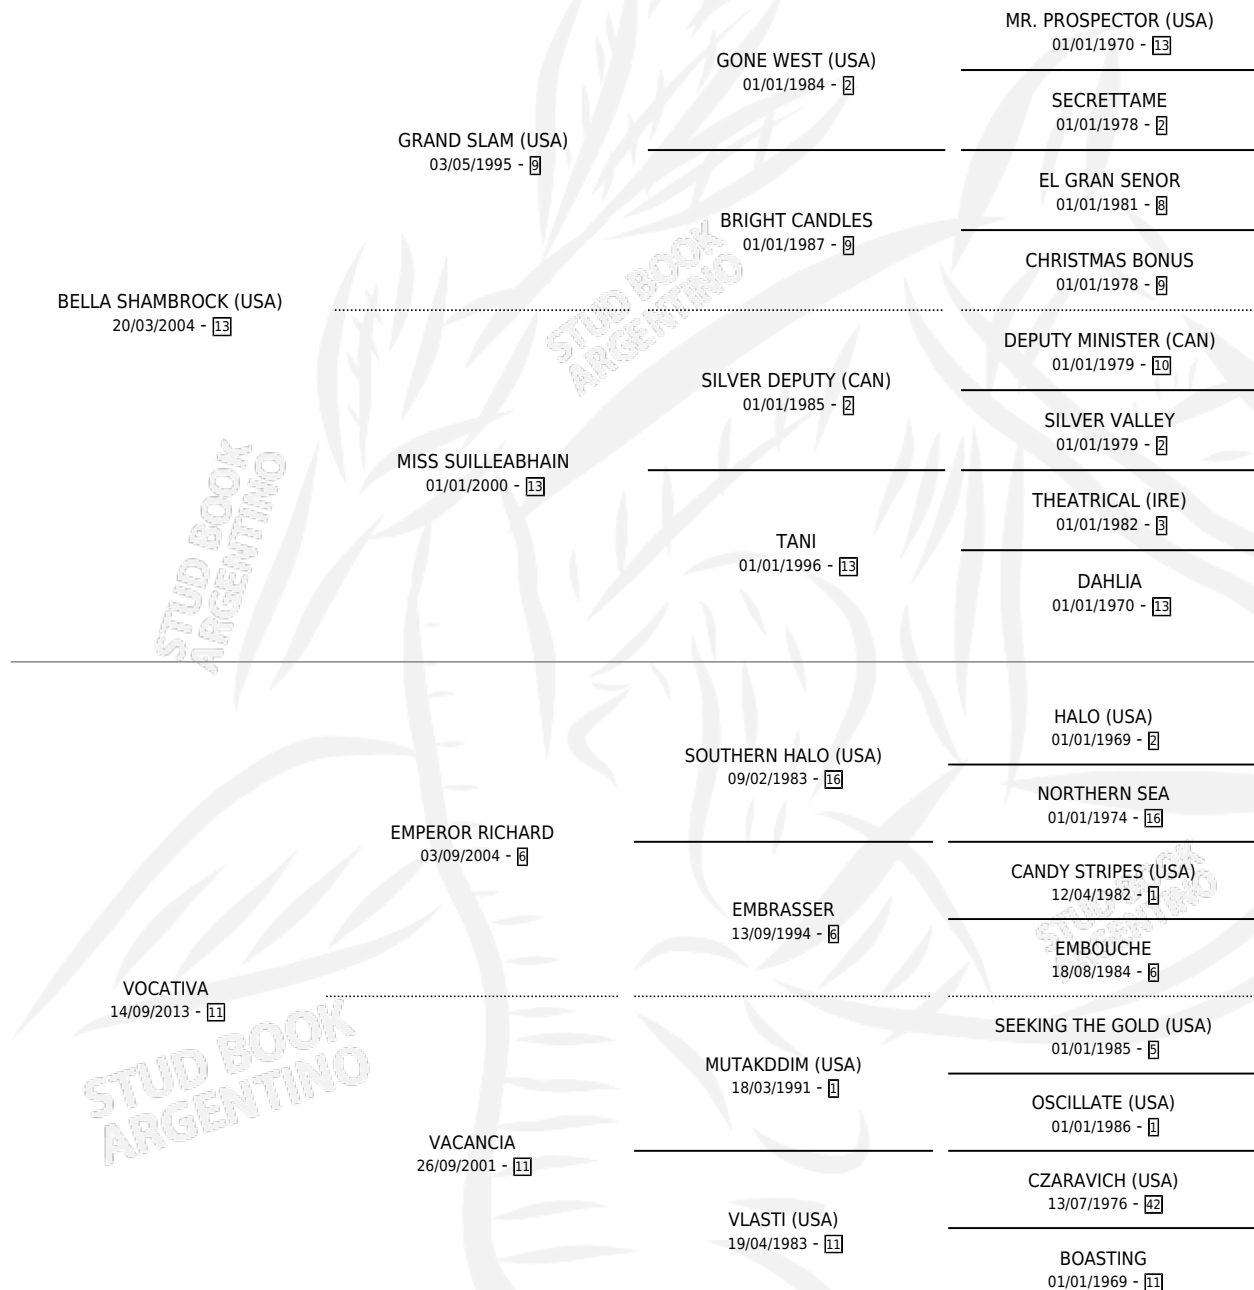 MR. PROSPECTOR (USA)
01/01/1970 - 13
GONE WEST (USA)
01/01/1984 - 2
SECRETTAME
01/01/1978 - 2
GRAND SLAM (USA)
03/05/1995 - 9
EL GRAN SENOR
01/01/1981 - 8
BRIGHT CANDLES
01/01/1987 - 9
CHRISTMAS BONUS
01/01/1978 - 9
BELLA SHAMBROCK (USA)
20/03/2004 - 13
DEPUTY MINISTER (CAN)
01/01/1979 - 10
SILVER DEPUTY (CAN)
01/01/1985 - 2
SILVER VALLEY
01/01/1979 - 2
MISS SUILLEABHAIN
01/01/2000 - 13
THEATRICAL (IRE)
01/01/1982 - 3
TANI
01/01/1996 - 13
DAHLIA
01/01/1970 - 13
HALO (USA)
01/01/1969 - 2
SOUTHERN HALO (USA)
09/02/1983 - 16
NORTHERN SEA
01/01/1974 - 16
EMPEROR RICHARD
03/09/2004 - 6
CANDY STRIPES (USA)
12/04/1982 - 1
EMBRASSER
13/09/1994 - 6
EMBOUCHE
18/08/1984 - 6
VOCATIVA
14/09/2013 - 11
SEEKING THE GOLD (USA)
01/01/1985 - 5
MUTAKDDIM (USA)
18/03/1991 - 1
OSCILLATE (USA)
01/01/1986 - 1
VACANCIA
26/09/2001 - 11
CZARAVICH (USA)
13/07/1976 - 42
VLASTI (USA)
19/04/1983 - 11
BOASTING
01/01/1969 - 11
STUD BOOK
ARGENTINO
STUD BOOK
ARGENTINO
STUD BOOK
ARGENTINO
STUD BOOK
ARGENTINO